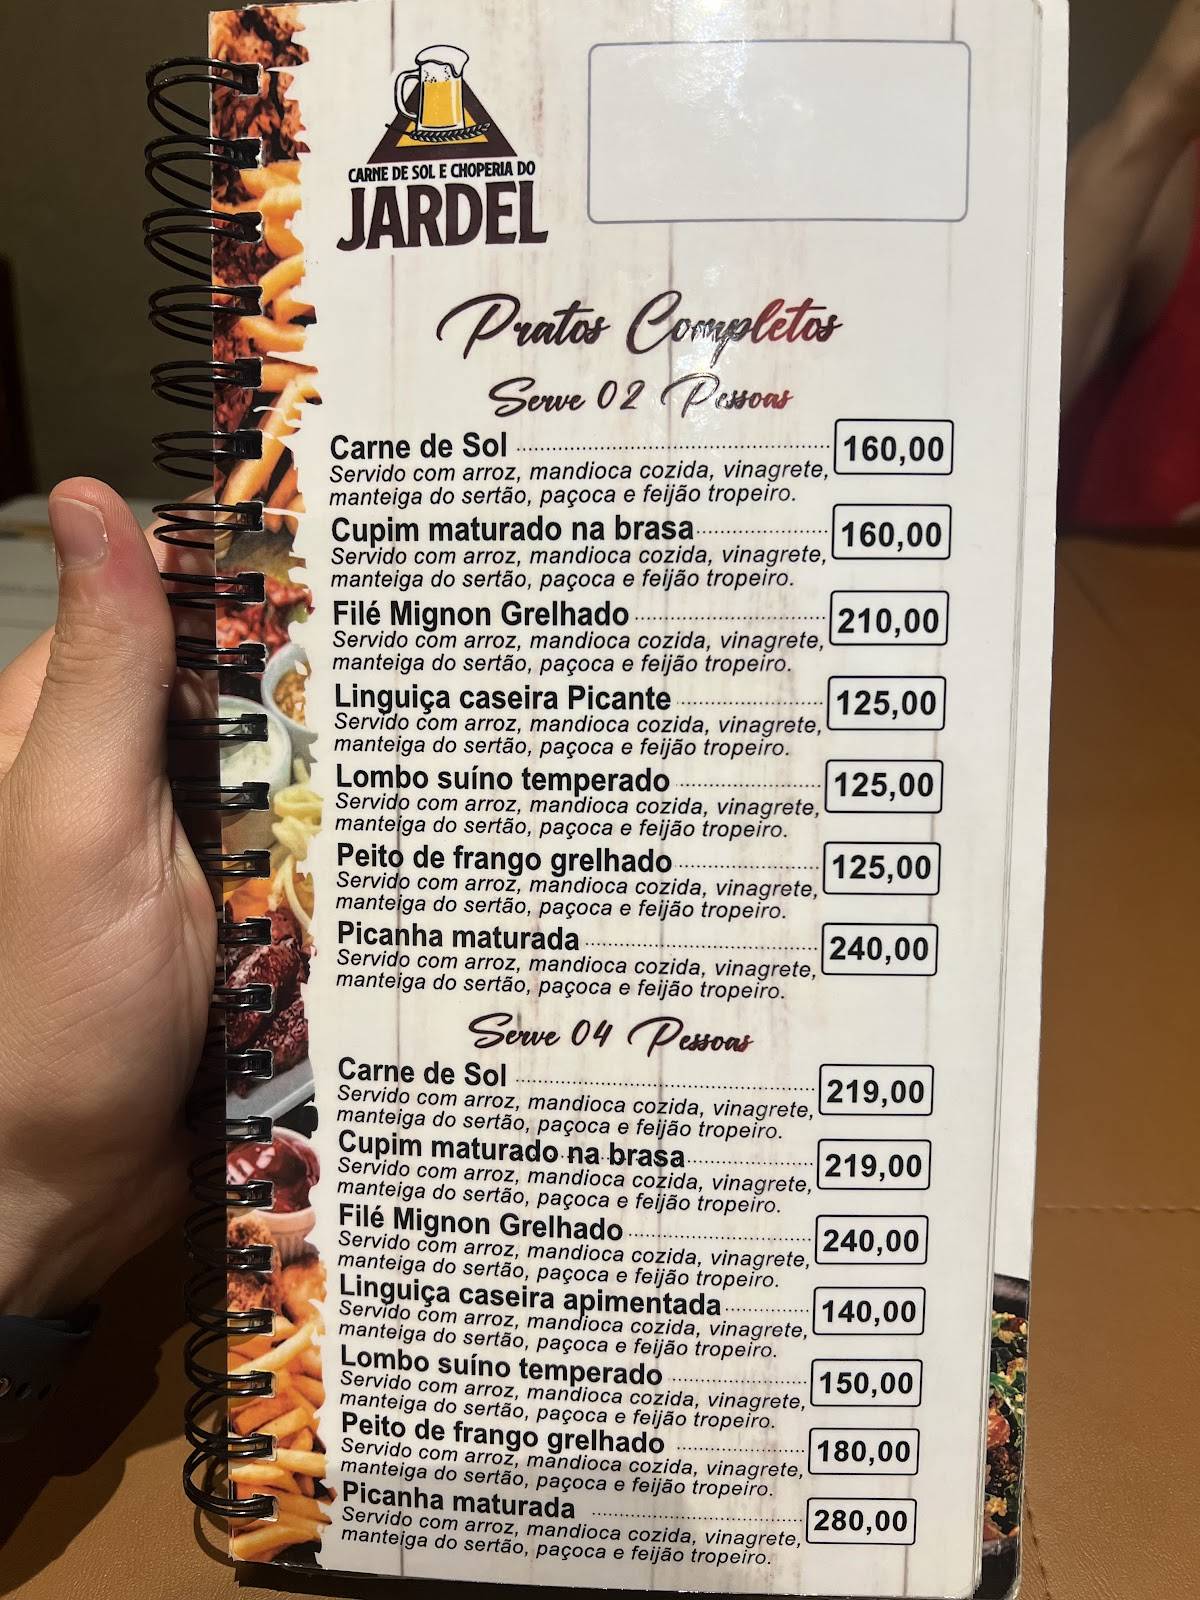 CARNE DE SOL E CHOPERIA DO
JARDEL
Pratos Completos
Serve 02 Pessoas
Carne de Sol 160,00
Servido com arroz, mandioca cozida, vinagrete,
manteiga do sertão, paçoca e feijão tropeiro.
Cupim maturado na brasa 160,00
Servido com arroz, mandioca cozida, vinagrete,
manteiga do sertão, paçoca e feijão tropeiro.
Filé Mignon Grelhado 210,00
Servido com arroz, mandioca cozida, vinagrete,
manteiga do sertão, paçoca e feijão tropeiro.
Linguiça caseira Picante 125,00
Servido com arroz, mandioca cozida, vinagrete,
manteiga do sertão, paçoca e feijão tropeiro.
Lombo suíno temperado 125,00
Servido com arroz, mandioca cozida, vinagrete,
manteiga do sertão, paçoca e feijão tropeiro.
Peito de frango grelhado 125,00
Servido com arroz, mandioca cozida, vinagrete,
manteiga do sertão, paçoca e feijão tropeiro.
Picanha maturada 240,00
Servido com arroz, mandioca cozida, vinagrete,
manteiga do sertão, paçoca e feijão tropeiro.
Serve 04 Pessoas
Carne de Sol 219,00
Servido com arroz, mandioca cozida, vinagrete,
manteiga do sertão, paçoca e feijão tropeiro.
Cupim maturado na brasa 219,00
Servido com arroz, mandioca cozida, vinagrete,
manteiga do sertão, paçoca e feijão tropeiro.
Filé Mignon Grelhado 240,00
Servido com arroz, mandioca cozida, vinagrete,
manteiga do sertão, paçoca e feijão tropeiro.
Linguiça caseira apimentada 140,00
Servido com arroz, mandioca cozida, vinagrete,
manteiga do sertão, paçoca e feijão tropeiro.
Lombo suíno temperado 150,00
Servido com arroz, mandioca cozida, vinagrete,
manteiga do sertão, paçoca e feijão tropeiro.
Peito de frango grelhado 180,00
Servido com arroz, mandioca cozida, vinagrete,
manteiga do sertão, paçoca e feijão tropeiro.
Picanha maturada 280,00
Servido com arroz, mandioca cozida, vinagrete,
manteiga do sertão, paçoca e feijão tropeiro.